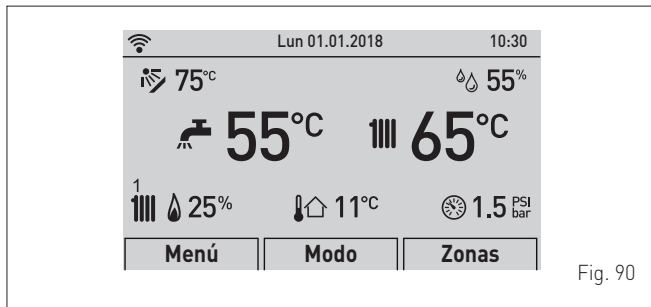 Lun 01.01.2018 10:30
75°C 55%
55°C 65°C
1
25% 11°C 1.5 PSI bar
Menú Modo Zonas
Fig. 90